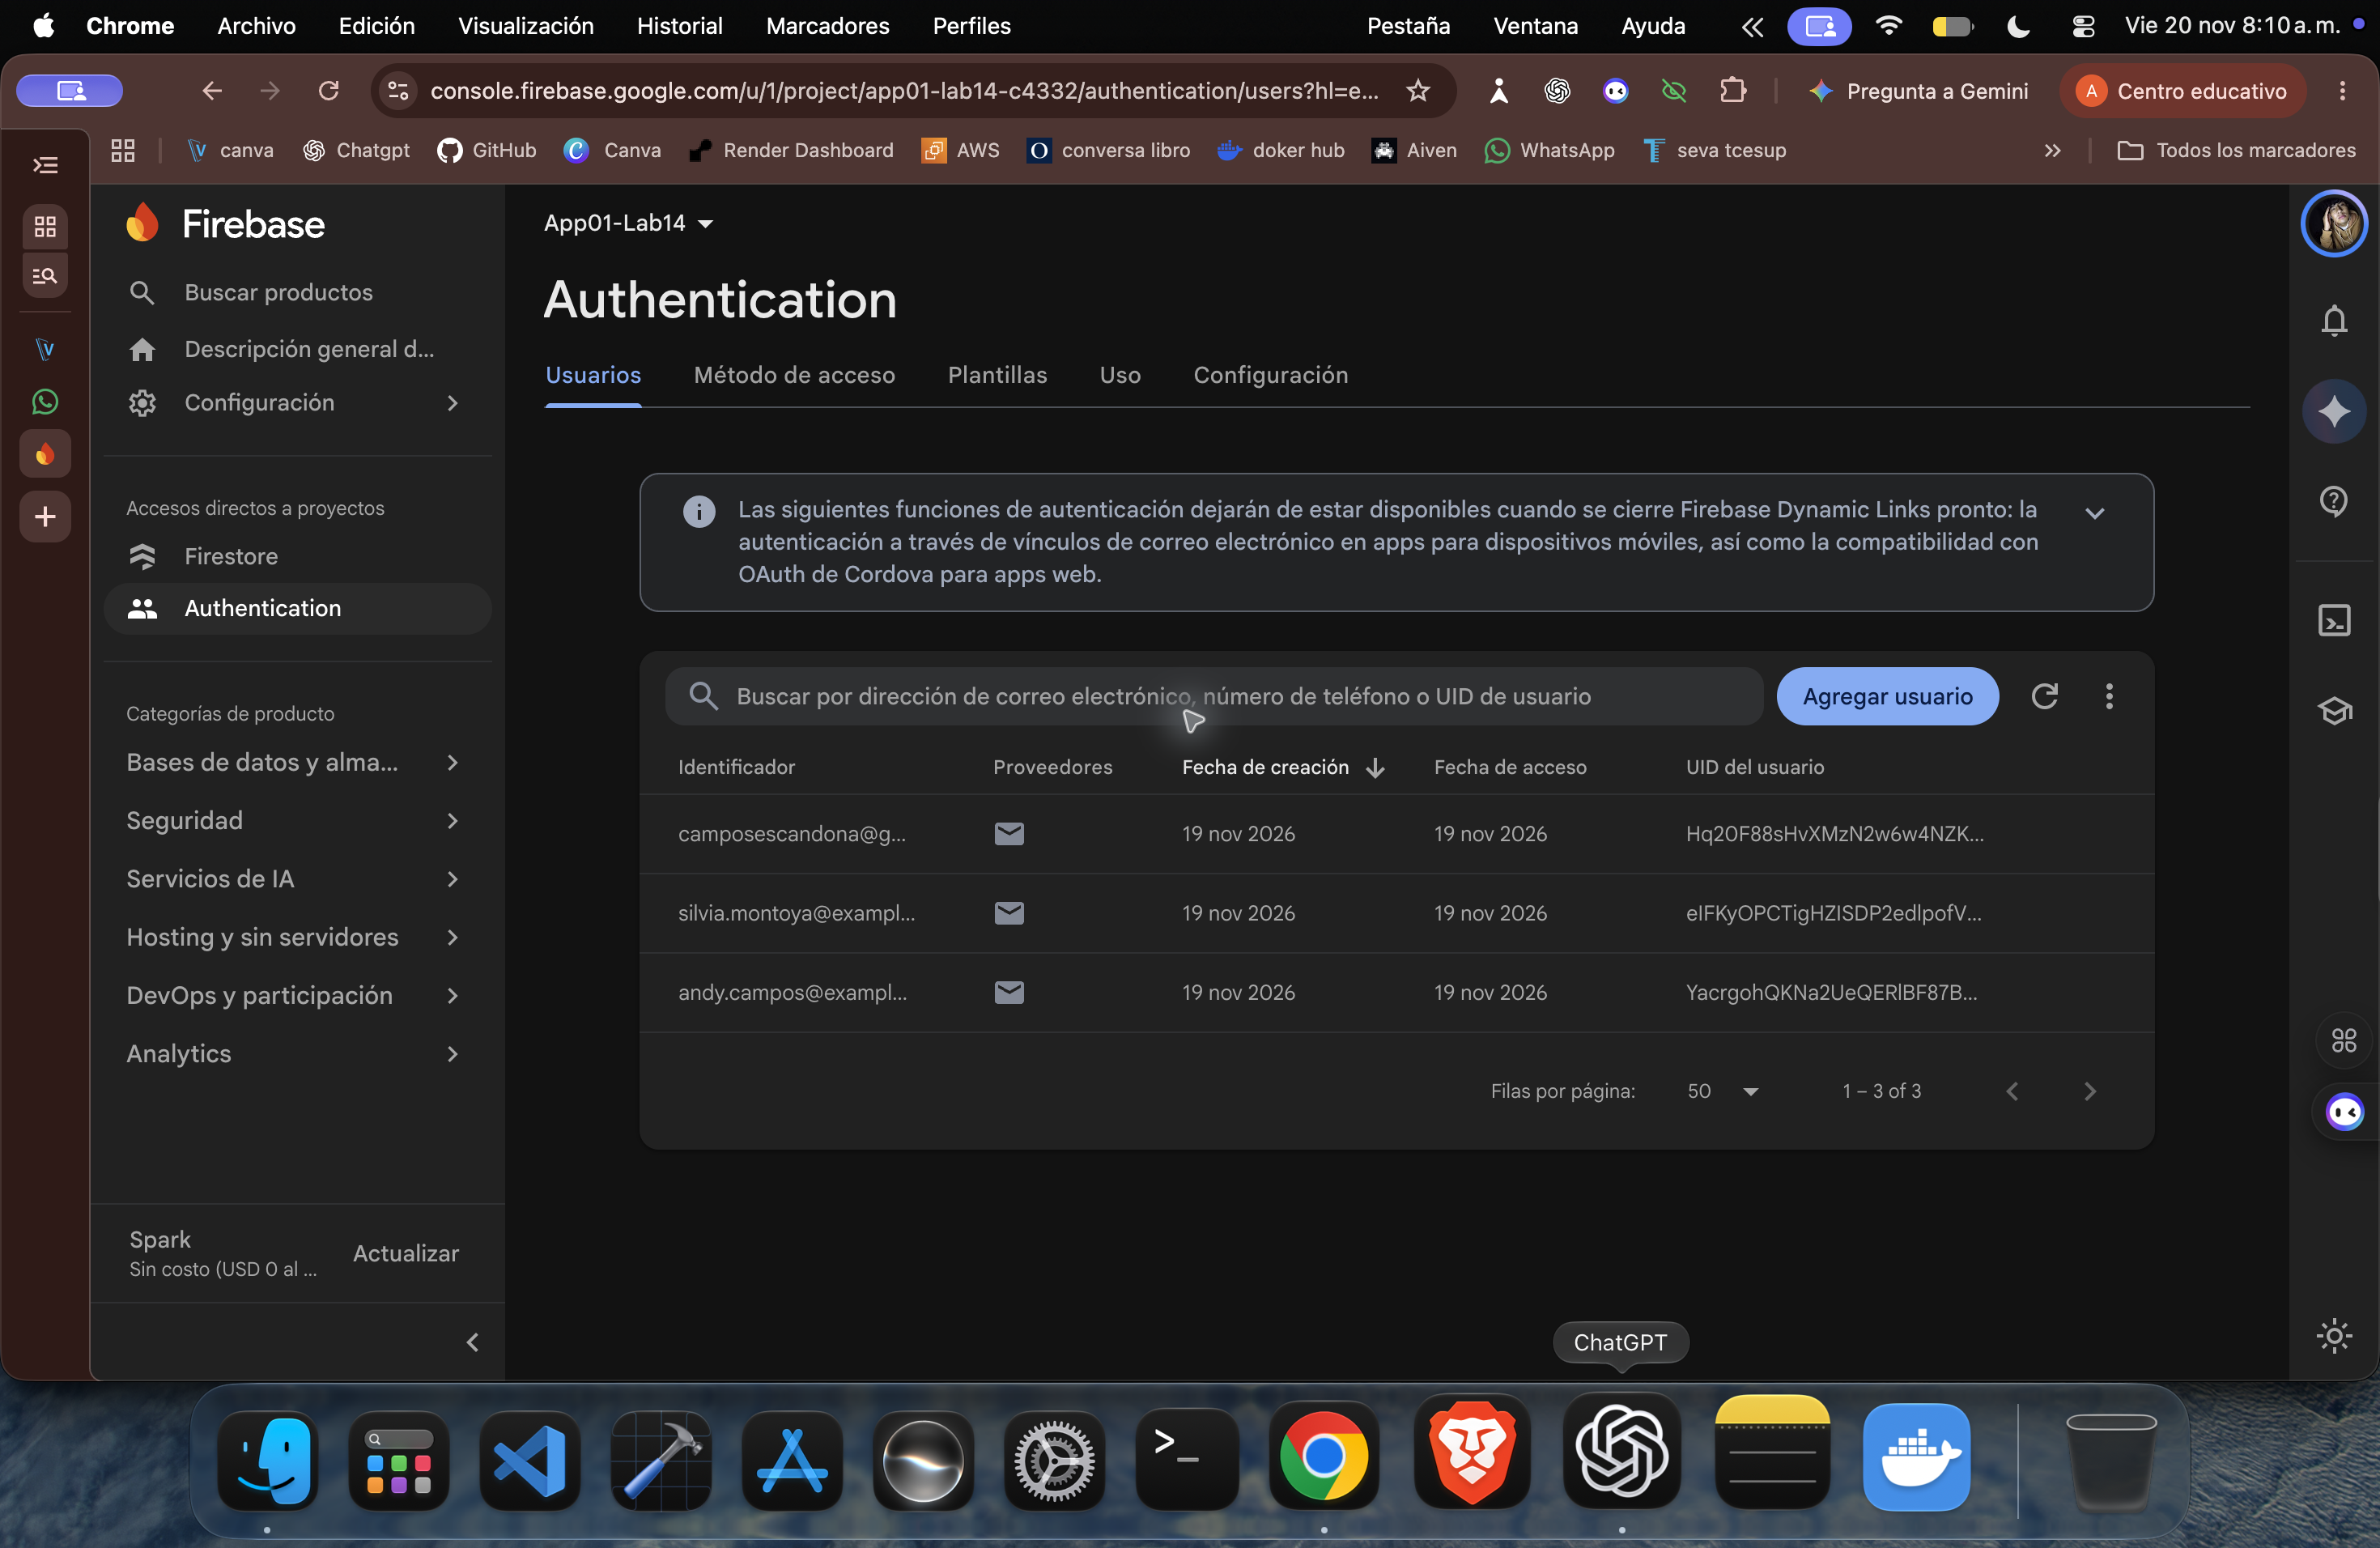 Chrome Archivo Edición Visualización Historial Marcadores Perfiles Pestaña Ventana Ayuda Vie 20 nov 8:10 a.m.
console.firebase.google.com/u/1/project/app01-lab14-c4332/authentication/users?hl=e... Pregunta a Gemini A Centro educativo
canva Chatgpt GitHub Canva Render Dashboard AWS conversa libro doker hub Aiven WhatsApp seva tcesup Todos los marcadores
Firebase
Buscar productos
Descripción general d...
Configuración
Accesos directos a proyectos
Firestore
Authentication
Categorías de producto
Bases de datos y alma...
Seguridad
Servicios de IA
Hosting y sin servidores
DevOps y participación
Analytics
Spark
Sin costo (USD 0 al ...
Actualizar
App01-Lab14
Authentication
Usuarios Método de acceso Plantillas Uso Configuración
Las siguientes funciones de autenticación dejarán de estar disponibles cuando se cierre Firebase Dynamic Links pronto: la
autenticación a través de vínculos de correo electrónico en apps para dispositivos móviles, así como la compatibilidad con
OAuth de Cordova para apps web.
Buscar por dirección de correo electrónico, número de teléfono o UID de usuario Agregar usuario
Identificador Proveedores Fecha de creación Fecha de acceso UID del usuario
camposescandona@g... 19 nov 2026 19 nov 2026 Hq20F88sHvXMzN2w6w4NZK...
silvia.montoya@exampl... 19 nov 2026 19 nov 2026 elFKyOPCTigHZISDP2edlpofV...
andy.campos@exampl... 19 nov 2026 19 nov 2026 YacrgohQKNa2UeQERlBF87B...
Filas por página: 50 1 – 3 of 3
ChatGPT